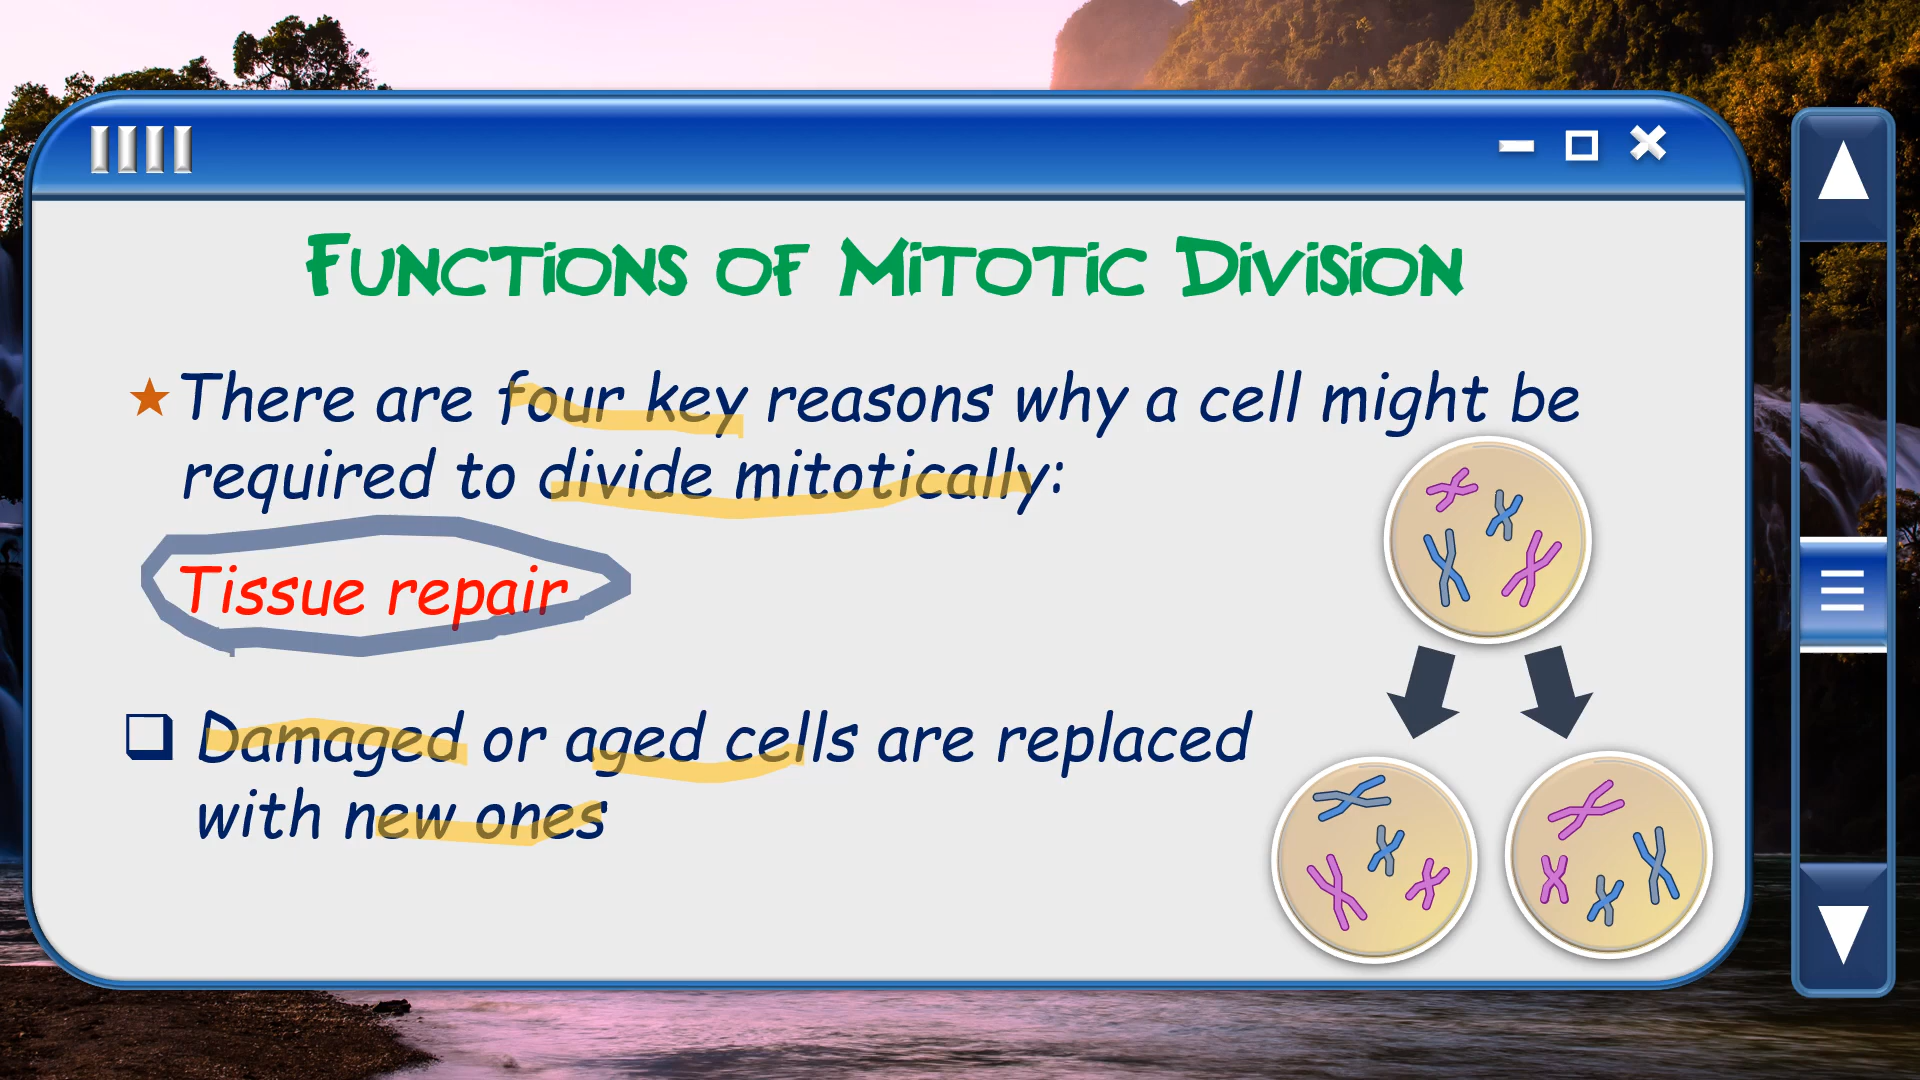 Functions of Mitotic Division
There are four key reasons why a cell might be
required to divide mitotically:
Tissue repair
Damaged or aged cells are replaced
with new ones